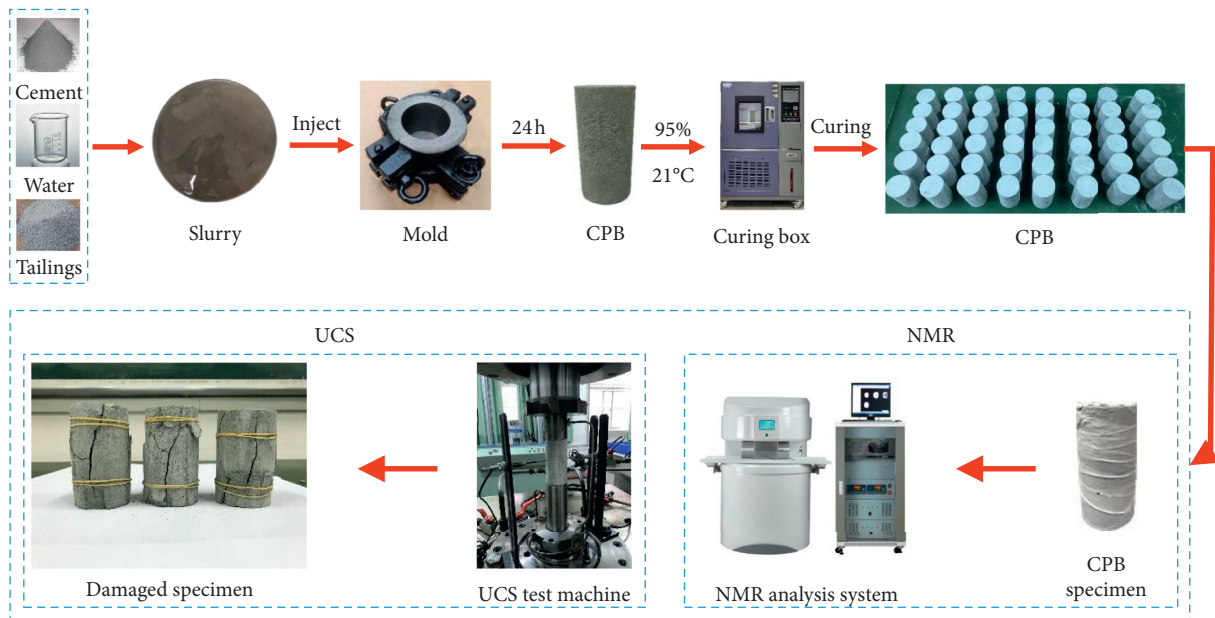 Cement
Water
Tailings
Slurry
Inject
Mold
24h
CPB
95%
21°C
Curing box
Curing
CPB
UCS
NMR
Damaged specimen
UCS test machine
NMR analysis system
CPB
specimen